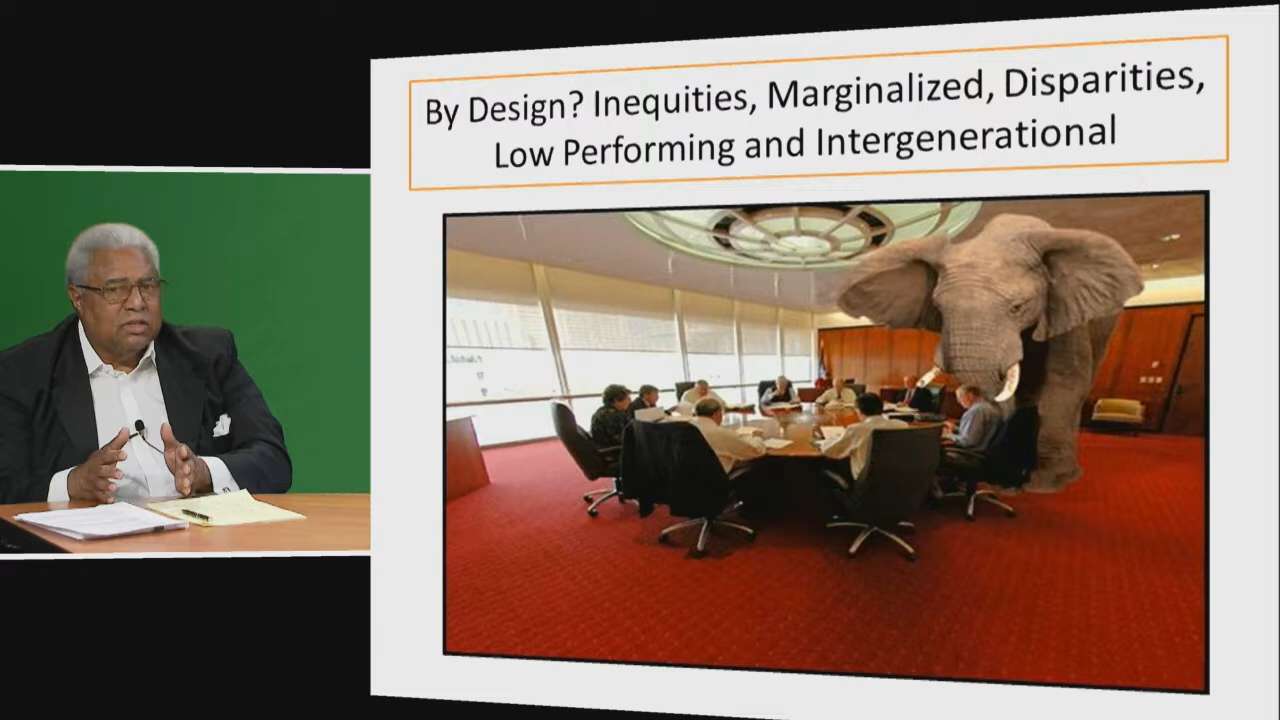 By Design? Inequities, Marginalized, Disparities,
Low Performing and Intergenerational